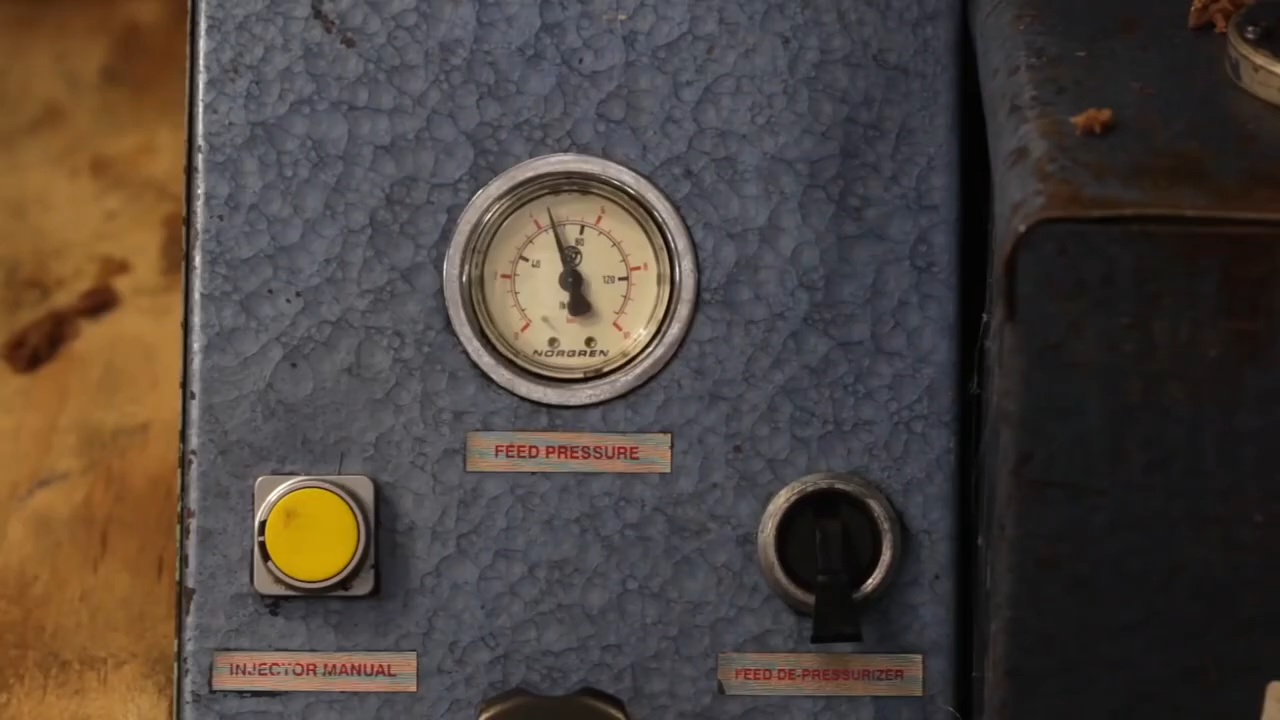 80
40
120
NORGREN
FEED PRESSURE
INJECTOR MANUAL
FEED DE-PRESSURIZER